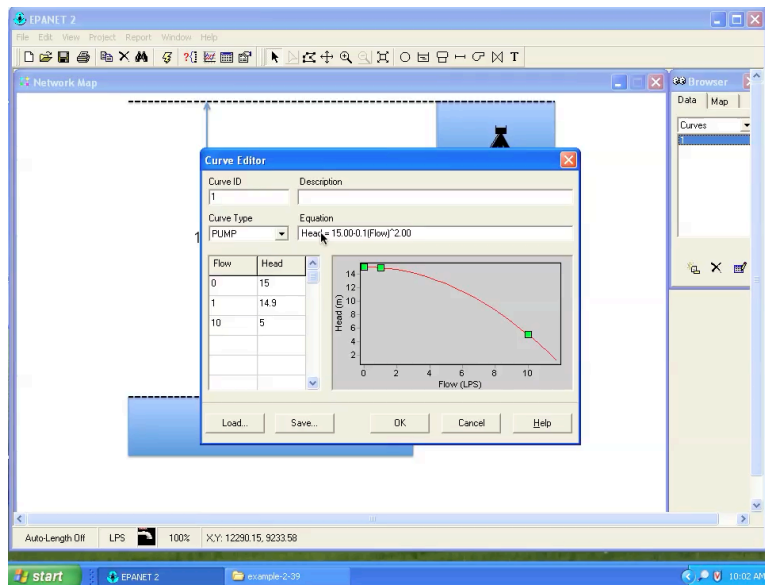 EPANET 2
File Edit View Project Report Window Help
Network Map
Browser
Data Map
Curves
1
Curve Editor
Curve ID Description
1
Curve Type Equation
PUMP Head = 15.00-0.1(Flow)^2.00
1
Flow Head
0 15
1 14.9
10 5
14
12
10
8
6
4
2
Head (m)
0 2 4 6 8 10
Flow (LPS)
Load... Save... OK Cancel Help
Auto-Length Off LPS 100% X,Y: 12290.15, 9233.58
start EPANET 2 example-2-39 10:02 AM